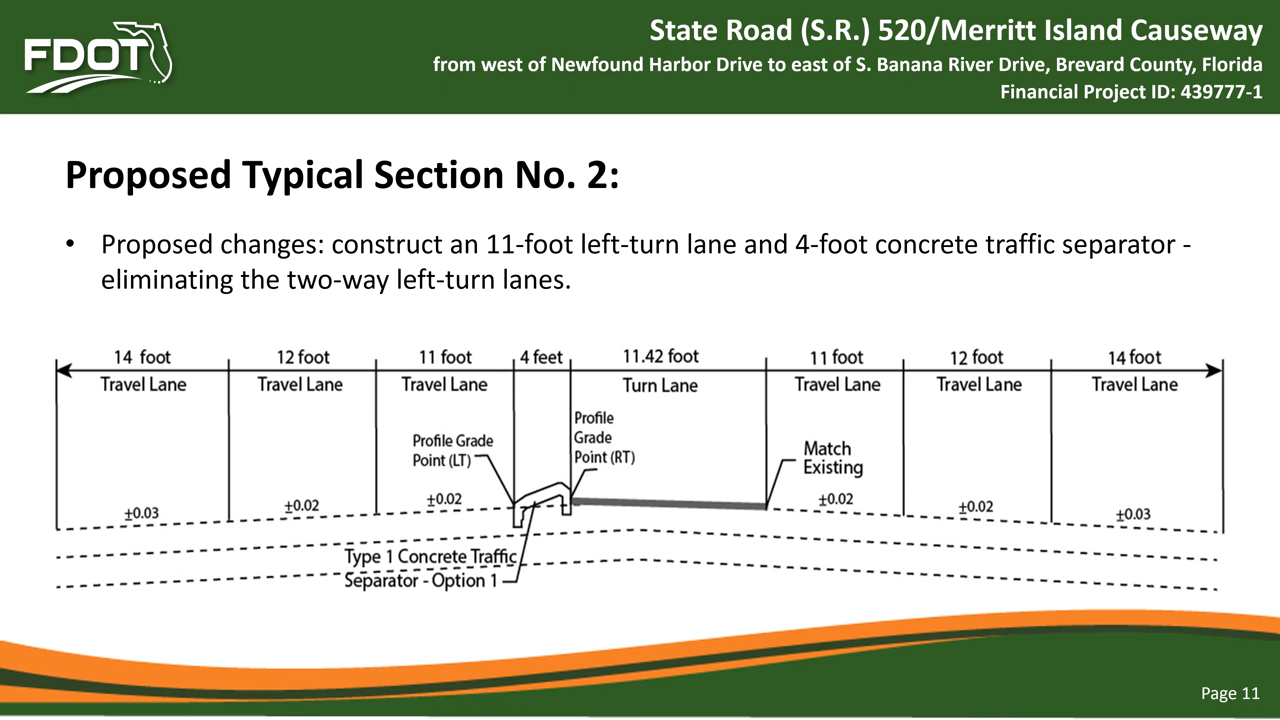 FDOT
State Road (S.R.) 520/Merritt Island Causeway
from west of Newfound Harbor Drive to east of S. Banana River Drive, Brevard County, Florida
Financial Project ID: 439777-1
Proposed Typical Section No. 2:
• Proposed changes: construct an 11-foot left-turn lane and 4-foot concrete traffic separator -
eliminating the two-way left-turn lanes.
14 foot 12 foot 11 foot 4 feet 11.42 foot 11 foot 12 foot 14 foot
Travel Lane Travel Lane Travel Lane Turn Lane Travel Lane Travel Lane Travel Lane
Profile Grade
Point (LT)
Profile
Grade
Point (RT)
Match
Existing
±0.03 ±0.02 ±0.02 ±0.02 ±0.02 ±0.03
Type 1 Concrete Traffic
Separator - Option 1
Page 11